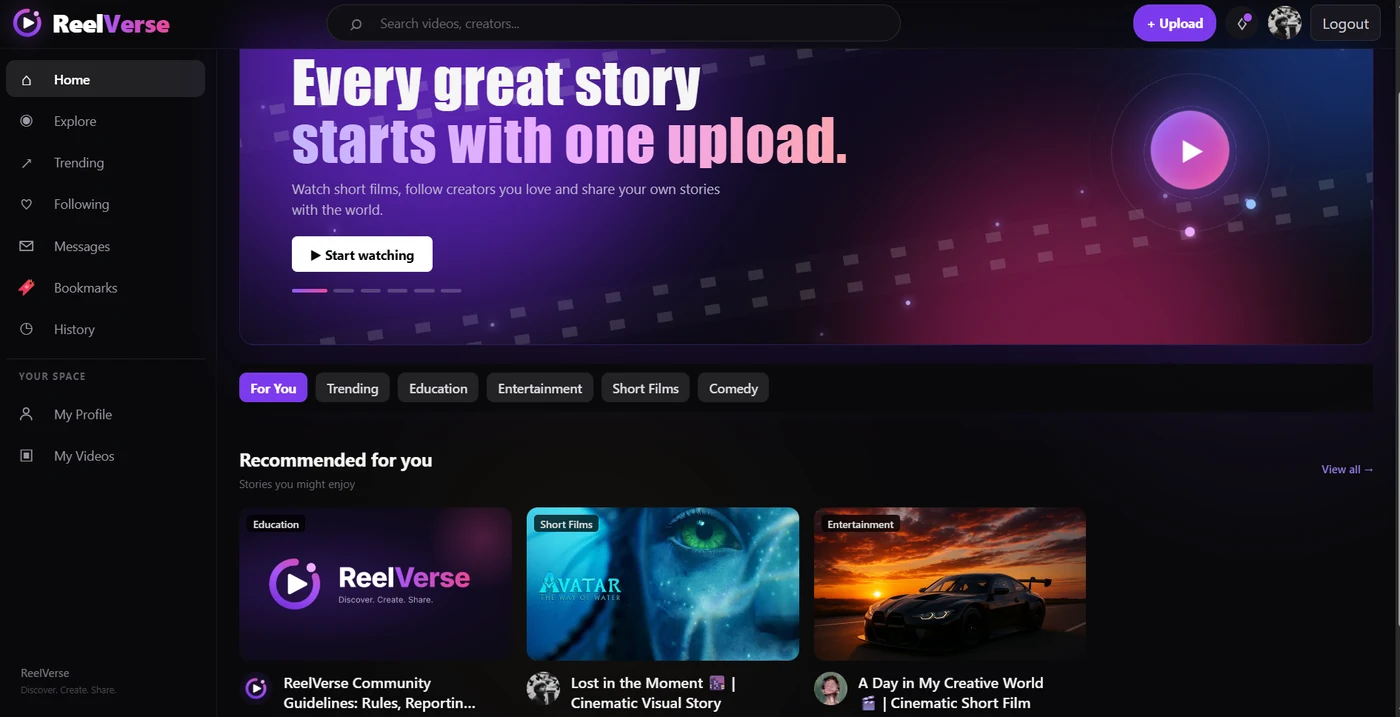 ReelVerse
Search videos, creators...
+ Upload
Logout
Home
Explore
Trending
Following
Messages
Bookmarks
History
YOUR SPACE
My Profile
My Videos
ReelVerse
Discover. Create. Share.
Every great story
starts with one upload.
Watch short films, follow creators you love and share your own stories
with the world.
▶ Start watching
For You
Trending
Education
Entertainment
Short Films
Comedy
Recommended for you
Stories you might enjoy
View all →
Education
ReelVerse
Discover. Create. Share.
ReelVerse Community
Guidelines: Rules, Reportin...
Short Films
AVATAR
THE WAY OF WATER
Lost in the Moment 🎆 |
Cinematic Visual Story
Entertainment
A Day in My Creative World
🎬 | Cinematic Short Film